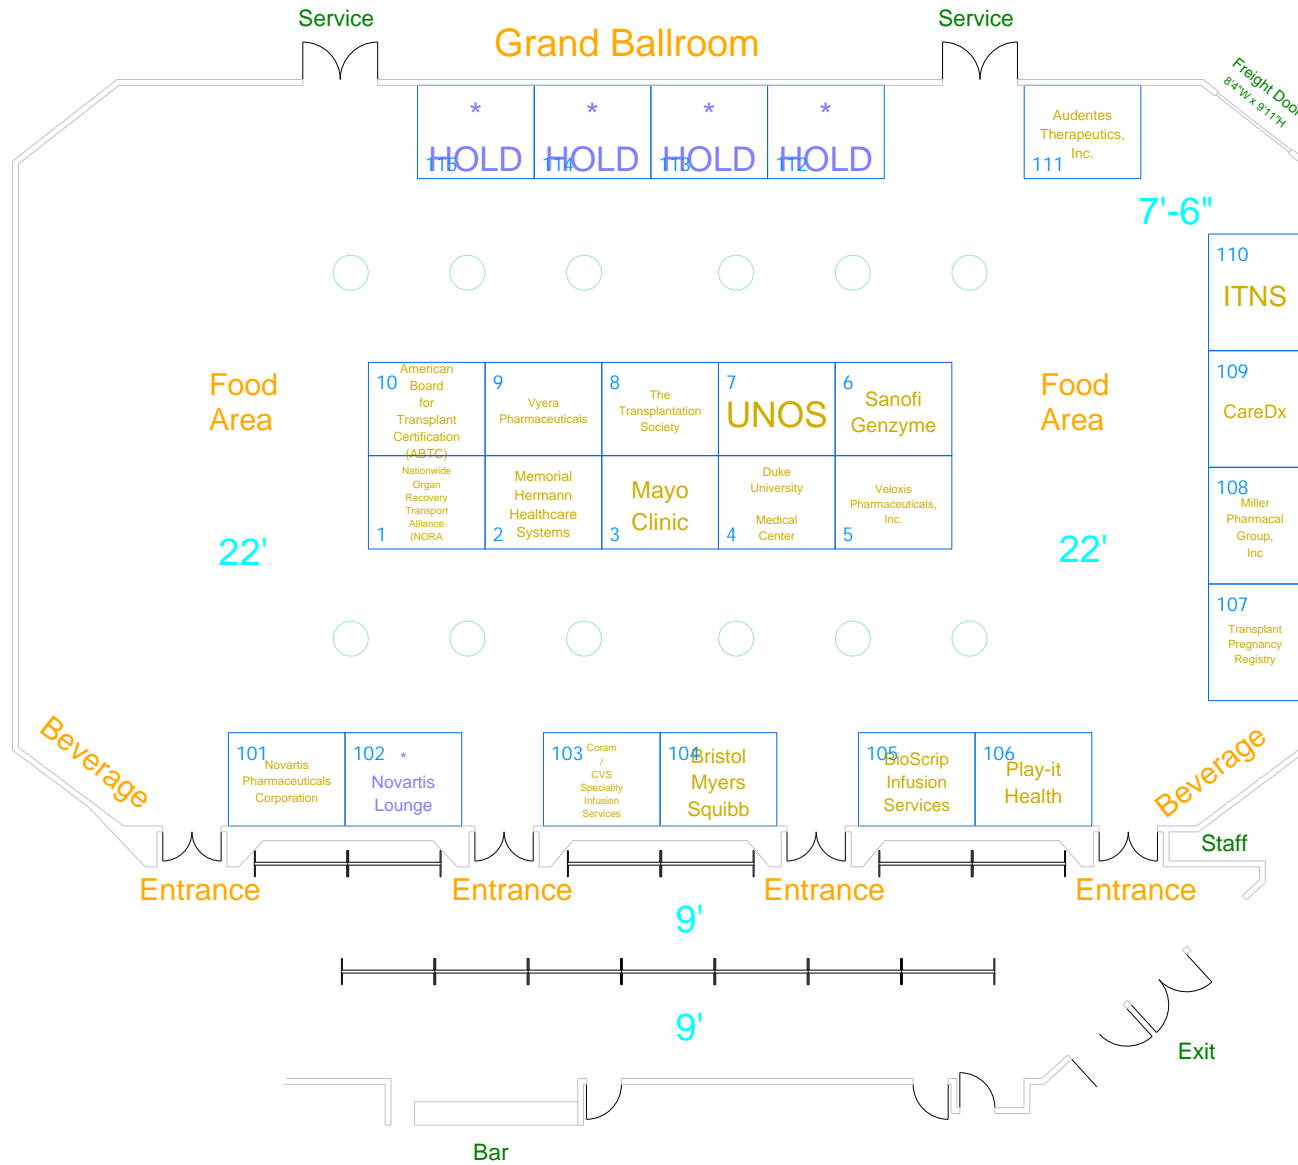 Service
Service
Grand Ballroom
Freight Door
8'4"W x 9'11"H
*
HOLD
115
*
HOLD
114
*
HOLD
113
*
HOLD
112
Audentes
Therapeutics,
Inc.
111
7'-6"
110
ITNS
109
CareDx
108
Miller
Pharmacal
Group,
Inc
107
Transplant
Pregnancy
Registry
Food
Area
10
American
Board
for
Transplant
Certification
(ABTC)
9
Vyera
Pharmaceuticals
8
The
Transplantation
Society
7
UNOS
6
Sanofi
Genzyme
Food
Area
Nationwide
Organ
Recovery
Transport
Alliance
(NORA
1
Memorial
Hermann
Healthcare
Systems
2
Mayo
Clinic
3
Duke
University
Medical
Center
4
Veloxis
Pharmaceuticals,
Inc.
5
22'
22'
Beverage
101
Novartis
Pharmaceuticals
Corporation
102
*
Novartis
Lounge
103
Coram
/
CVS
Speciality
Infusion
Services
104
Bristol
Myers
Squibb
105
BioScrip
Infusion
Services
106
Play-it
Health
Beverage
Staff
Entrance
Entrance
Entrance
Entrance
9'
9'
Exit
Bar